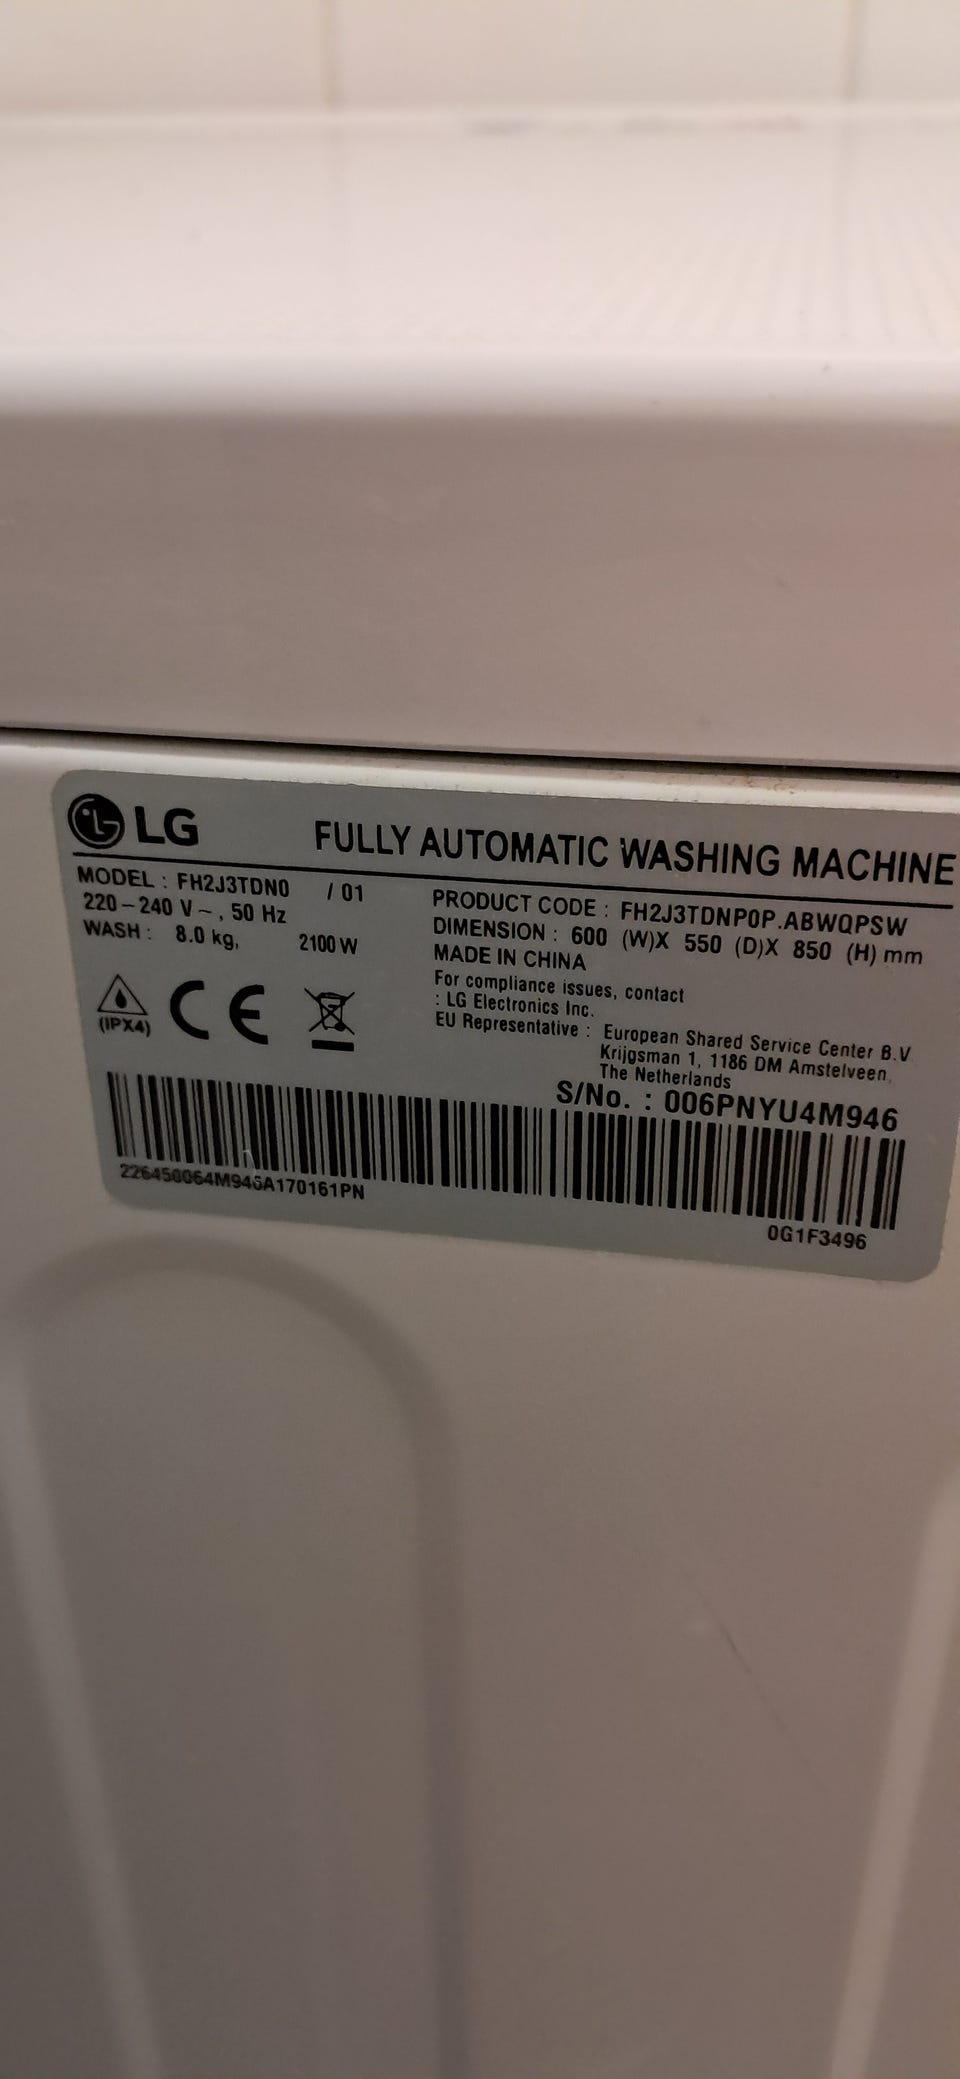 LG FULLY AUTOMATIC WASHING MACHINE
MODEL : FH2J3TDN0 / 01
220-240 V~, 50 Hz
WASH : 8.0 kg, 2100 W
(IPX4)
CE
PRODUCT CODE : FH2J3TDNP0P.ABWQPSW
DIMENSION : 600 (W)X 550 (D)X 850 (H) mm
MADE IN CHINA
For compliance issues, contact
: LG Electronics Inc.
EU Representative : European Shared Service Center B.V
Krijgsman 1, 1186 DM Amstelveen,
The Netherlands
S/No. : 006PNYU4M946
226450064M946A170161PN
0G1F3496